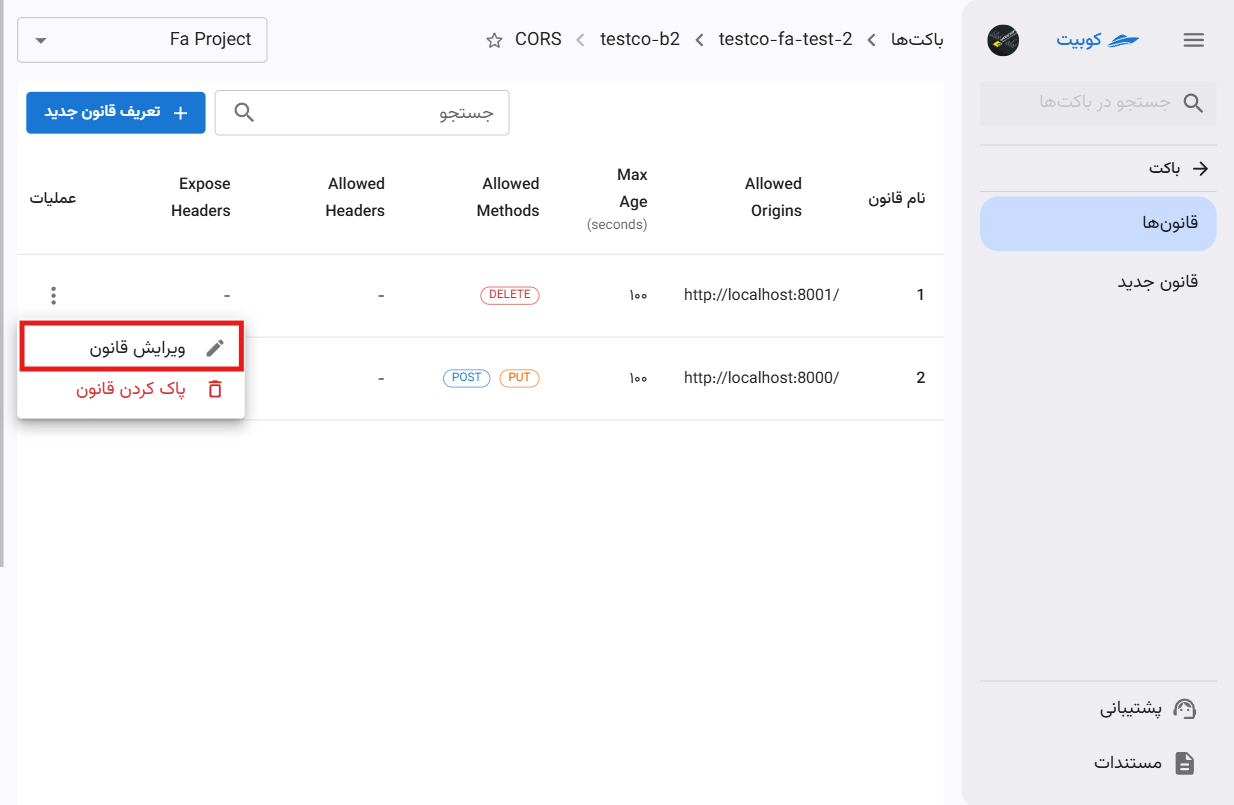 کوبیت
جستجو در باکت‌ها
باکت
قانون‌ها
قانون جدید
پشتیبانی
مستندات
باکت‌ها
testco-fa-test-2
testco-b2
CORS
Fa Project
جستجو
تعریف قانون جدید
نام قانون
Allowed
Origins
Max
Age
(seconds)
Allowed
Methods
Allowed
Headers
Expose
Headers
عملیات
1
http://localhost:8001/
۱۰۰
DELETE
-
-
2
http://localhost:8000/
۱۰۰
PUT
POST
-
ویرایش قانون
پاک کردن قانون